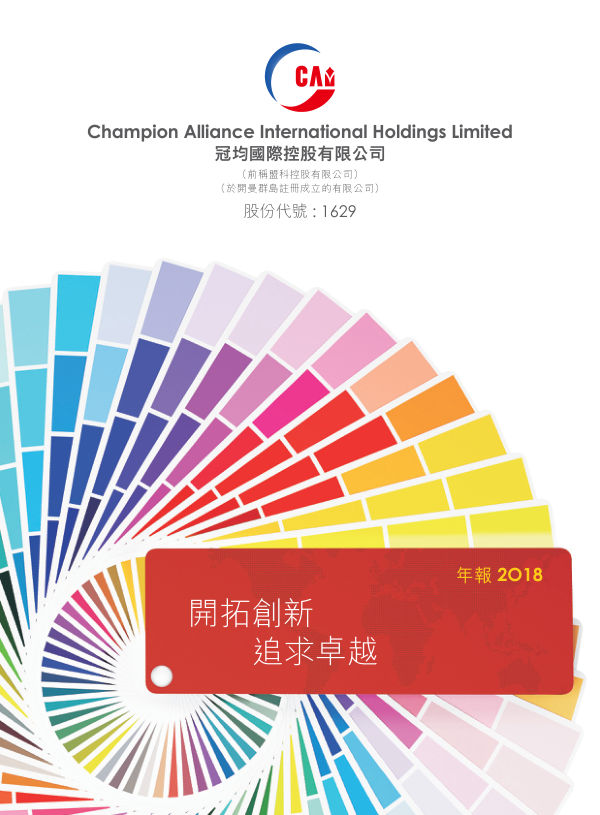 CAM
Champion Alliance International Holdings Limited
冠均國際控股有限公司
（前稱盟科控股有限公司）
（於開曼群島註冊成立的有限公司）
股份代號 : 1629
年報 2018
開拓創新
追求卓越